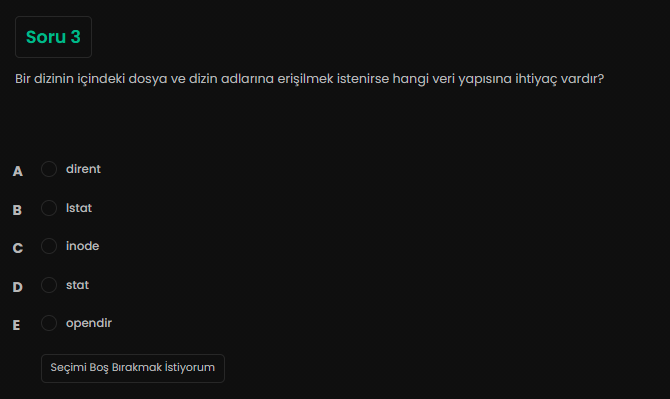 Soru 3
Bir dizinin içindeki dosya ve dizin adlarına erişilmek istenirse hangi veri yapısına ihtiyaç vardır?
A dirent
B lstat
C inode
D stat
E opendir
Seçimi Boş Bırakmak İstiyorum